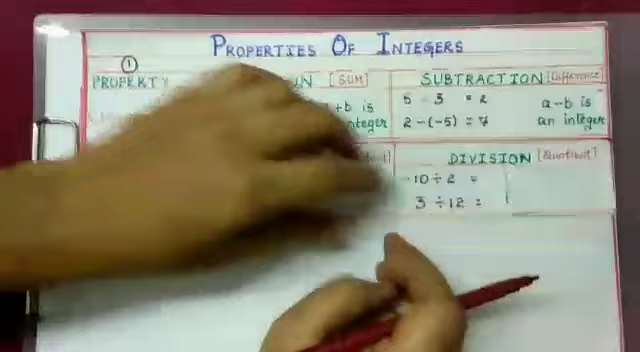 PROPERTIES OF INTEGERS
1
PROPERTY [SUM] SUBTRACTION [Difference]
+b is 5 - 3 = 2 a-b is
2-(-5) = 7 an integer
DIVISION [Quotient]
-10÷2 =
3 ÷12 =